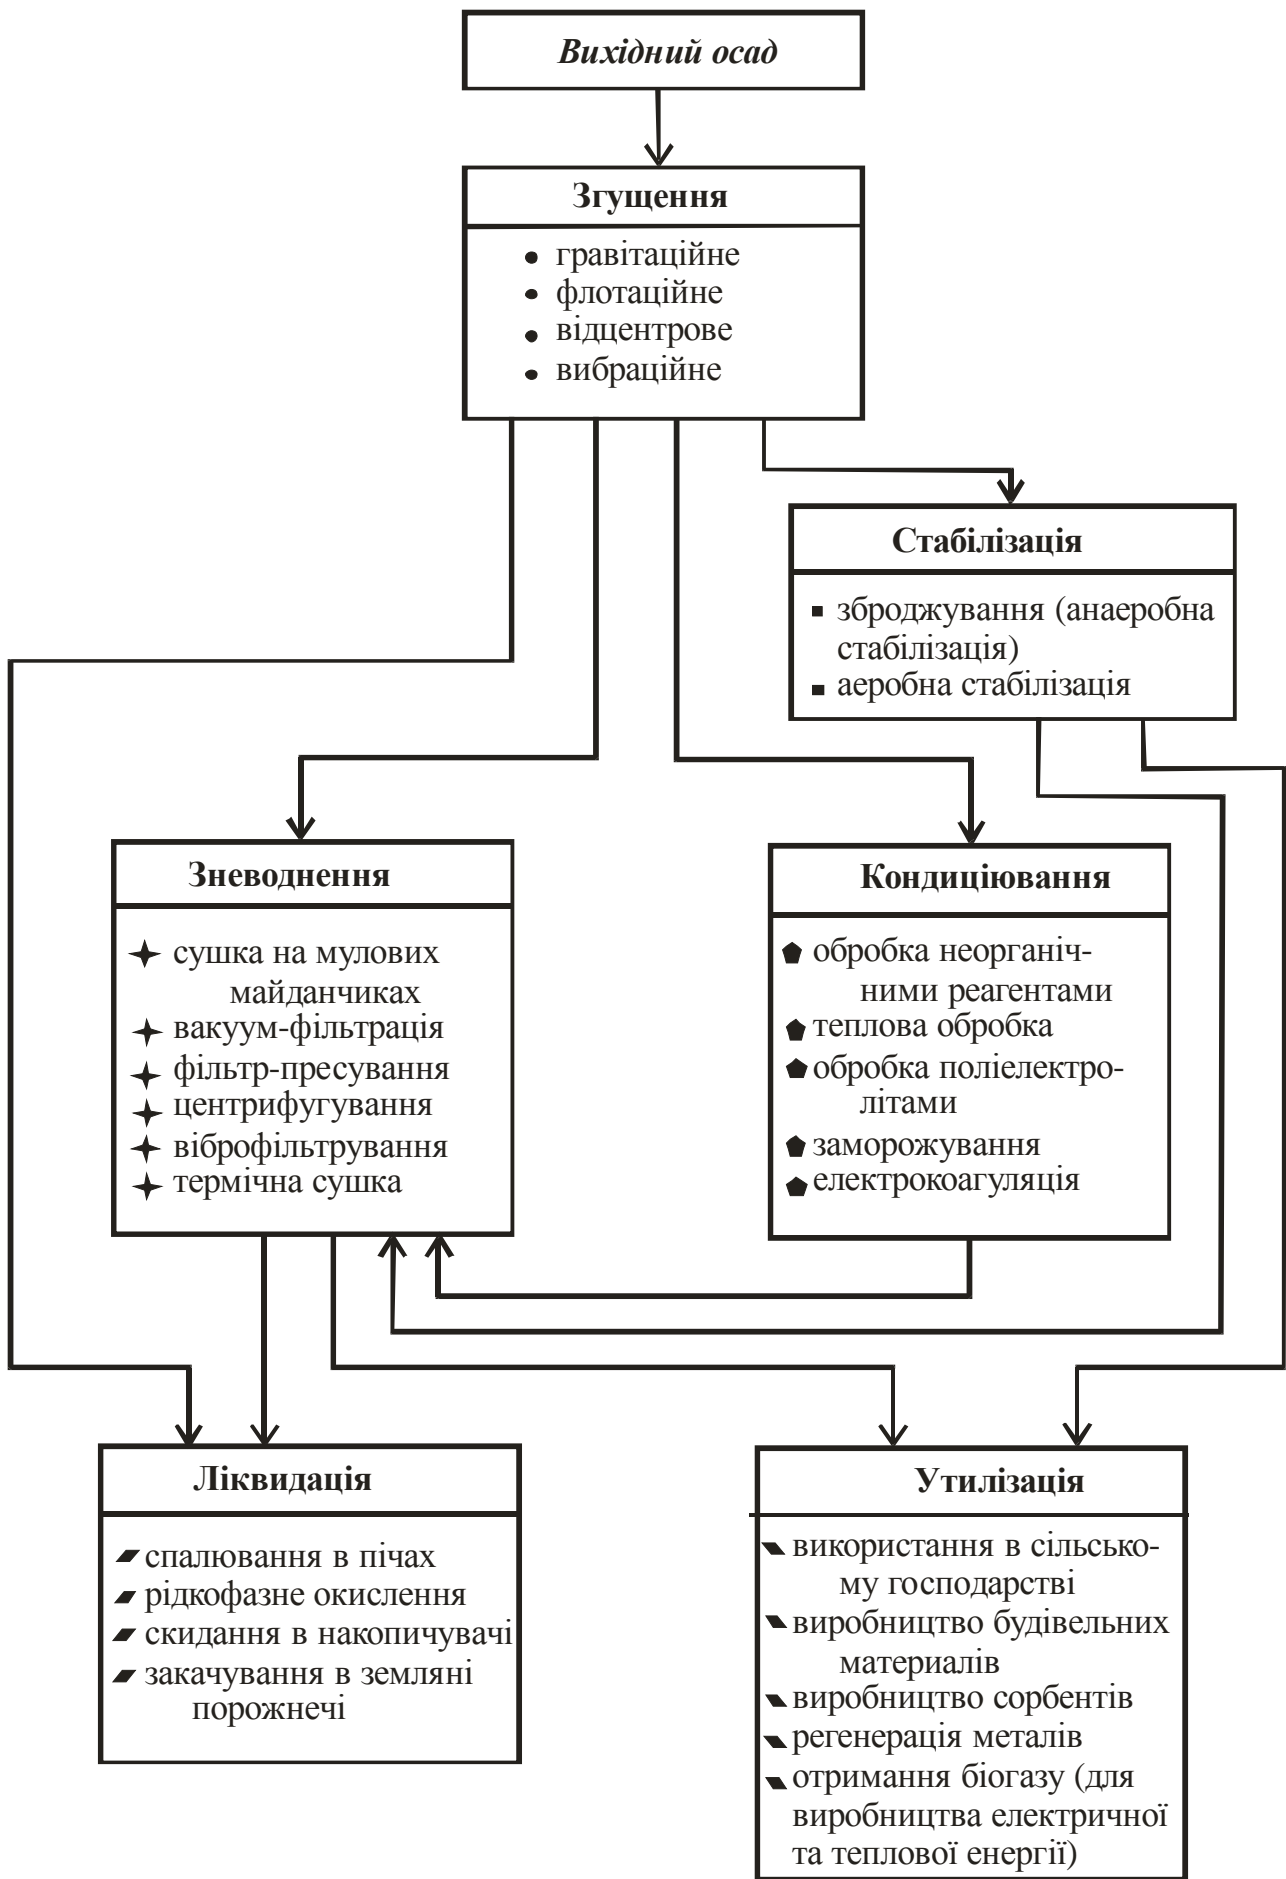 Вихідний осад
Згущення
гравітаційне
флотаційне
відцентрове
вибраційне
Стабілізація
зброджування (анаеробна
стабілізація)
аеробна стабілізація
Зневоднення
сушка на мулових
майданчиках
вакуум-фільтрація
фільтр-пресування
центрифугування
віброфільтрування
термічна сушка
Кондиціювання
обробка неорганіч-
ними реагентами
теплова обробка
обробка поліелектро-
літами
заморожування
електрокоагуляція
Ліквидація
спалювання в пічах
рідкофазне окислення
скидання в накопичувачі
закачування в земляні
порожнечі
Утилізація
використання в сільсько-
му господарстві
виробництво будівельних
материалів
виробництво сорбентів
регенерація металів
отримання біогазу (для
виробництва електричної
та теплової енергії)